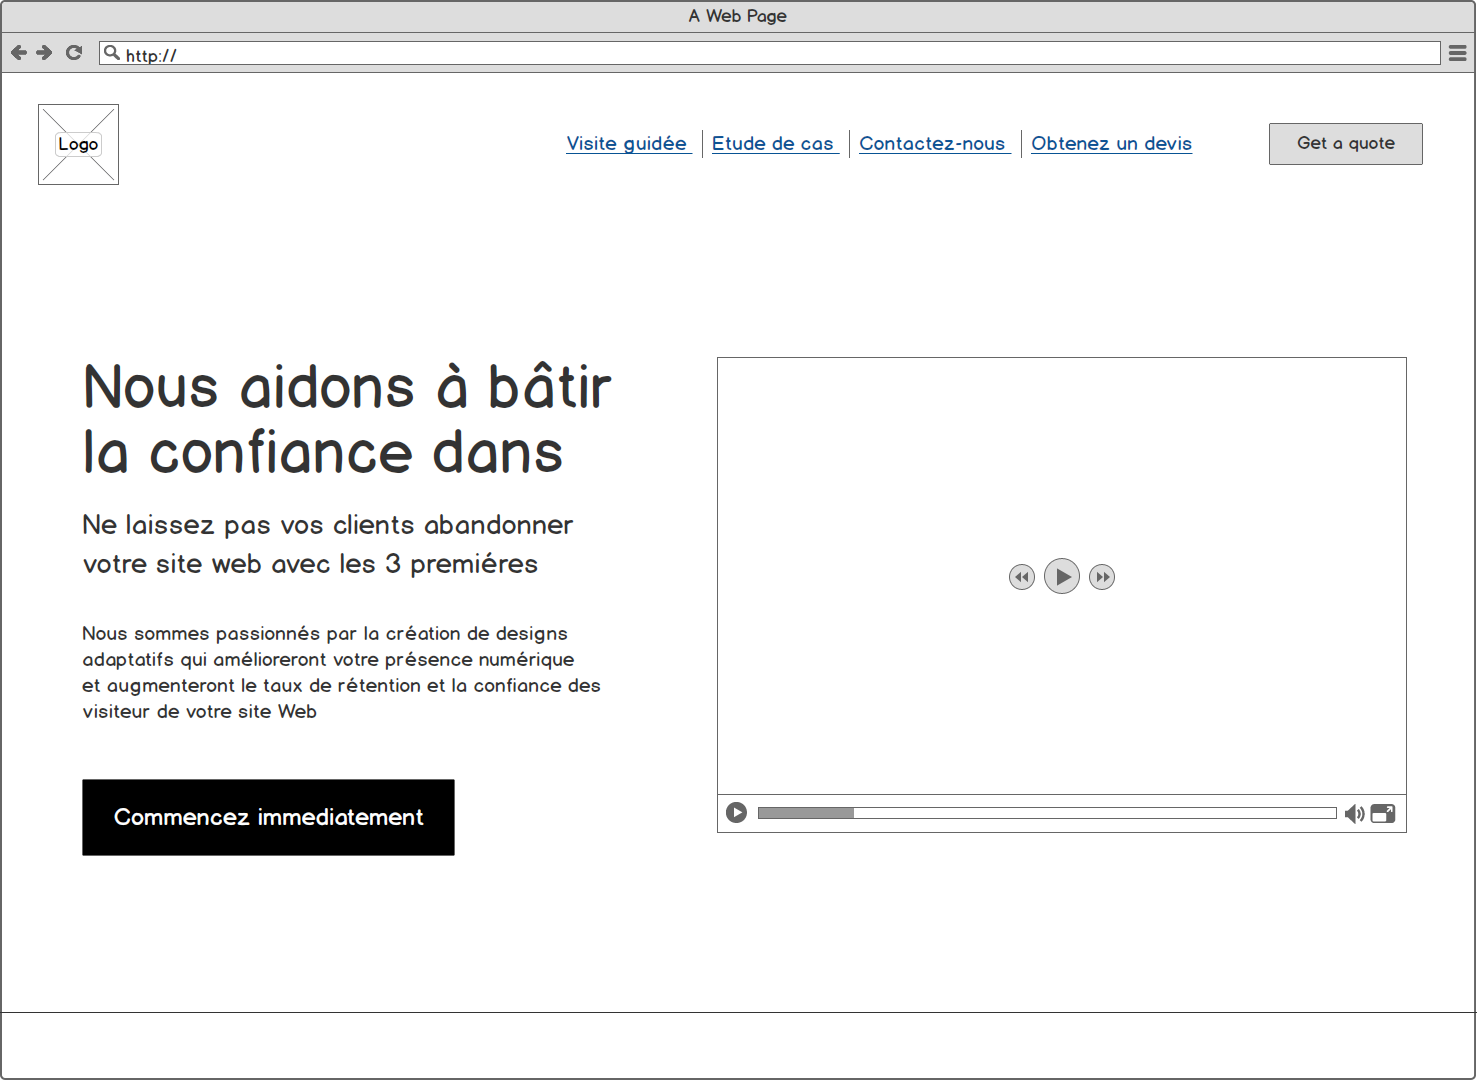 A Web Page
http://
Logo
Visite guidée
Etude de cas
Contactez-nous
Obtenez un devis
Get a quote
Nous aidons à bâtir
la confiance dans
Ne laissez pas vos clients abandonner
votre site web avec les 3 premiéres
Nous sommes passionnés par la création de designs
adaptatifs qui amélioreront votre présence numérique
et augmenteront le taux de rétention et la confiance des
visiteur de votre site Web
Commencez immediatement